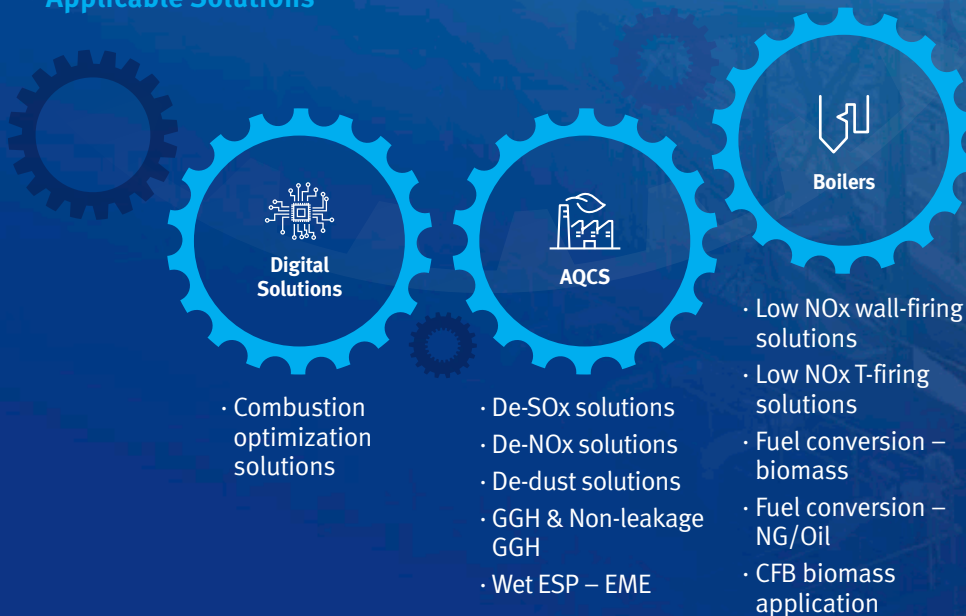 Applicable Solutions
Digital
Solutions
· Combustion
optimization
solutions
AQCS
· De-SOx solutions
· De-NOx solutions
· De-dust solutions
· GGH & Non-leakage
GGH
· Wet ESP – EME
Boilers
· Low NOx wall-firing
solutions
· Low NOx T-firing
solutions
· Fuel conversion –
biomass
· Fuel conversion –
NG/Oil
· CFB biomass
application